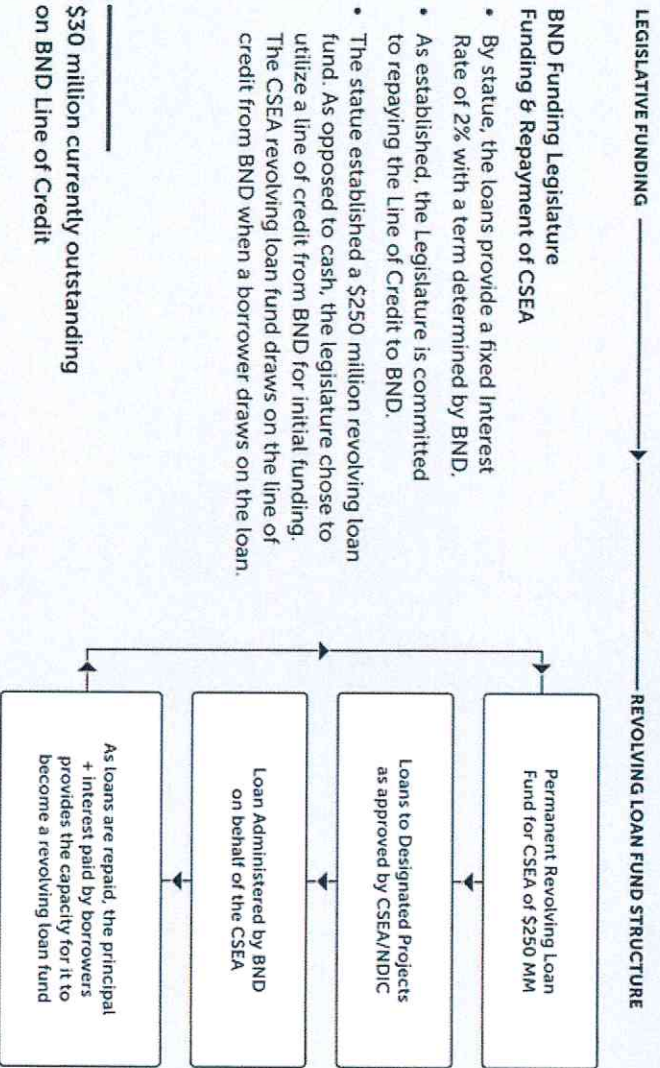 LEGISLATIVE FUNDING
REVOLVING LOAN FUND STRUCTURE
BND Funding Legislature
Funding & Repayment of CSEA
• By statue, the loans provide a fixed Interest
Rate of 2% with a term determined by BND.
• As established, the Legislature is committed
to repaying the Line of Credit to BND.
• The statue established a $250 million revolving loan
fund. As opposed to cash, the legislature chose to
utilize a line of credit from BND for initial funding.
The CSEA revolving loan fund draws on the line of
credit from BND when a borrower draws on the loan.
$30 million currently outstanding
on BND Line of Credit
Permanent Revolving Loan
Fund for CSEA of $250 MM
Loans to Designated Projects
as approved by CSEA/NDIC
Loan Administered by BND
on behalf of the CSEA
As loans are repaid, the principal
+ interest paid by borrowers
provides the capacity for it to
become a revolving loan fund